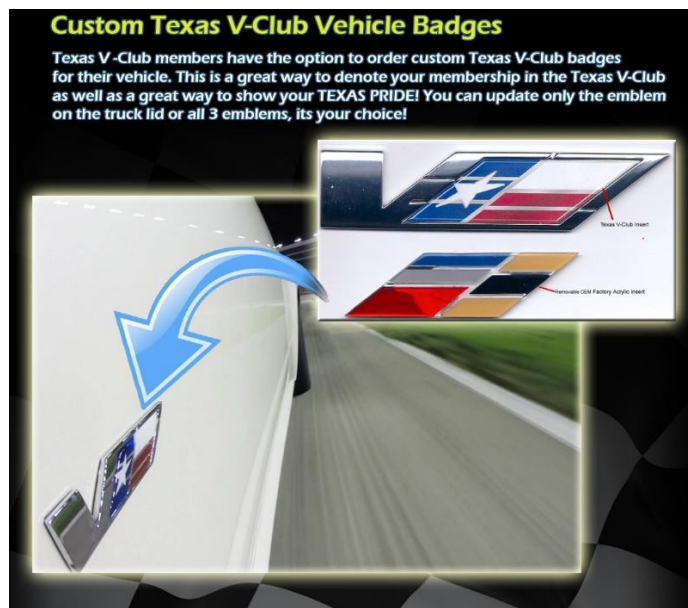 Custom Texas V-Club Vehicle Badges
Texas V -Club members have the option to order custom Texas V-Club badges
for their vehicle. This is a great way to denote your membership in the Texas V-Club
as well as a great way to show your TEXAS PRIDE! You can update only the emblem
on the truck lid or all 3 emblems, its your choice!
Texas V-Club Insert
Removable OEM Factory Acrylic Insert